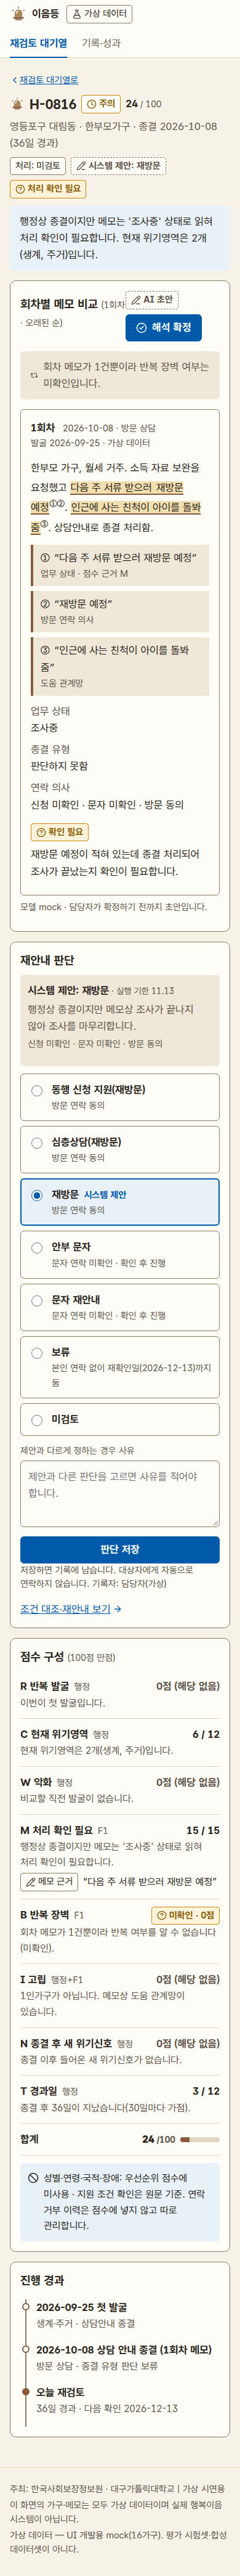 이음등 가상 데이터
재검토 대기열 기록·성과
재검토 대기열로
H-0816 주의 24 / 100
영등포구 대림동 · 한부모가구 · 종결 2026-10-08
(36일 경과)
처리: 미검토 시스템 제안: 재방문
처리 확인 필요
행정상 종결이지만 메모는 '조사중' 상태로 읽혀
처리 확인이 필요합니다. 현재 위기영역은 2개
(생계, 주거)입니다.
회차별 메모 비교 (1회차 AI 초안
· 오래된 순) 해석 확정
회차 메모가 1건뿐이라 반복 장벽 여부는
미확인입니다.
1회차 2026-10-08 · 방문 상담
발굴 2026-09-25 · 가상 데이터
한부모 가구, 월세 거주. 소득 자료 보완을
요청했고 다음 주 서류 받으러 재방문
예정①②. 인근에 사는 친척이 아이를 돌봐
줌③. 상담안내로 종결 처리함.
① “다음 주 서류 받으러 재방문 예정”
업무 상태 · 점수 근거 M
② “재방문 예정”
방문 연락 의사
③ “인근에 사는 친척이 아이를 돌봐
줌”
도움 관계망
업무 상태
조사중
종결 유형
판단하지 못함
연락 의사
신청 미확인 · 문자 미확인 · 방문 동의
확인 필요
재방문 예정이 적혀 있는데 종결 처리되어
조사가 끝났는지 확인이 필요합니다.
모델 mock · 담당자가 확정하기 전까지 초안입니다.
재안내 판단
시스템 제안: 재방문 · 실행 기한 11.13
행정상 종결이지만 메모상 조사가 끝나지
않아 조사를 마무리합니다.
신청 미확인 · 문자 미확인 · 방문 동의
동행 신청 지원(재방문)
방문 연락 동의
심층상담(재방문)
방문 연락 동의
재방문 시스템 제안
방문 연락 동의
안부 문자
문자 연락 미확인 · 확인 후 진행
문자 재안내
문자 연락 미확인 · 확인 후 진행
보류
본인 연락 없이 재확인일(2026-12-13)까지
둠
미검토
제안과 다르게 정하는 경우 사유
제안과 다른 판단을 고르면 사유를 적어야
합니다.
판단 저장
저장하면 기록에 남습니다. 대상자에게 자동으로
연락하지 않습니다. 기록자: 담당자(가상)
조건 대조·재안내 보기 →
점수 구성 (100점 만점)
R 반복 발굴 행정 0점 (해당 없음)
이번이 첫 발굴입니다.
C 현재 위기영역 행정 6 / 12
현재 위기영역은 2개(생계, 주거)입니다.
W 악화 행정 0점 (해당 없음)
비교할 직전 발굴이 없습니다.
M 처리 확인 필요 F1 15 / 15
행정상 종결이지만 메모는 '조사중' 상태로 읽혀
처리 확인이 필요합니다.
메모 근거 “다음 주 서류 받으러 재방문 예정”
B 반복 장벽 F1 미확인 · 0점
회차 메모가 1건뿐이라 반복 여부를 알 수 없습니다
(미확인).
I 고립 행정+F1 0점 (해당 없음)
1인가구가 아닙니다. 메모상 도움 관계망이
있습니다.
N 종결 후 새 위기신호 행정 0점 (해당 없음)
종결 이후 들어온 새 위기신호가 없습니다.
T 경과일 행정 3 / 12
종결 후 36일이 지났습니다(30일마다 가점).
합계 24 /100
성별·연령·국적·장애: 우선순위 점수에
미사용 · 지원 조건 확인은 원문 기준. 연락
거부 이력은 점수에 넣지 않고 따로
관리합니다.
진행 경과
2026-09-25 첫 발굴
생계·주거 · 상담안내 종결
2026-10-08 상담 안내 종결 (1회차 메모)
방문 상담 · 종결 유형 판단 보류
오늘 재검토
36일 경과 · 다음 확인 2026-12-13
주최: 한국사회보장정보원 · 대구가톨릭대학교 | 가상 시연용
이 화면의 가구·메모는 모두 가상 데이터이며 실제 행복이음
시스템이 아닙니다.
가상 데이터 — UI 개발용 mock(16가구). 평가 시험셋·합성
데이터셋이 아닙니다.